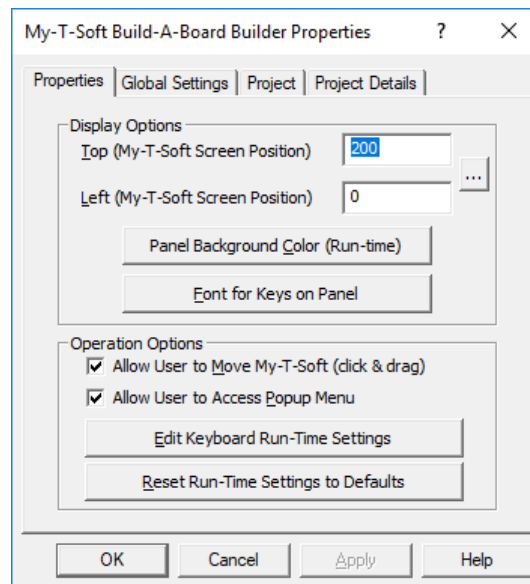 My-T-Soft Build-A-Board Builder Properties ?
Properties Global Settings Project Project Details
Display Options
Top (My-T-Soft Screen Position) 200
...
Left (My-T-Soft Screen Position) 0
Panel Background Color (Run-time)
Font for Keys on Panel
Operation Options
Allow User to Move My-T-Soft (click & drag)
Allow User to Access Popup Menu
Edit Keyboard Run-Time Settings
Reset Run-Time Settings to Defaults
OK Cancel Apply Help